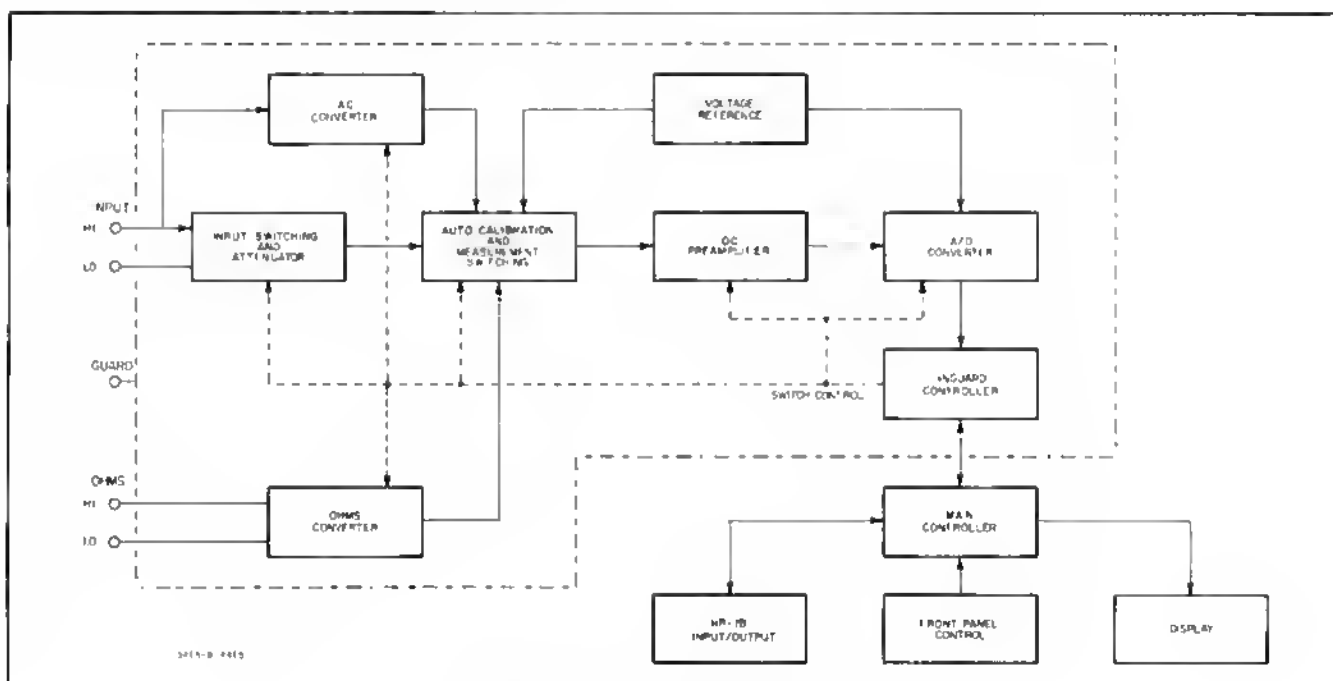 AC
CONVERTER
VOLTAGE
REFERENCE
INPUT
HI
LO
INPUT SWITCHING
AND
ATTENUATOR
AUTO CALIBRATION
AND
MEASUREMENT
SWITCHING
DC
PREAMPLIFIER
A/D
CONVERTER
GUARD
SWITCH CONTROL
INGUARD
CONTROLLER
OHMS
HI
LO
OHMS
CONVERTER
MAIN
CONTROLLER
HP-IB
INPUT/OUTPUT
FRONT PANEL
CONTROL
DISPLAY